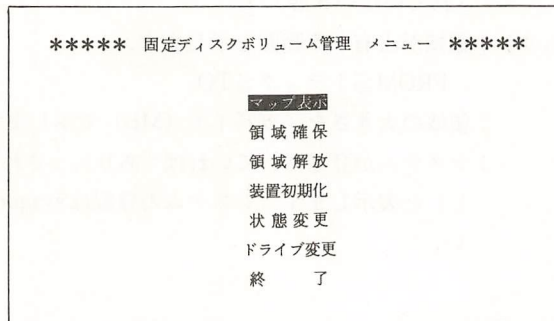 ***** 固定ディスクボリューム管理 メニュー *****
マップ表示
領域確保
領域解放
装置初期化
状態変更
ドライブ変更
終 了